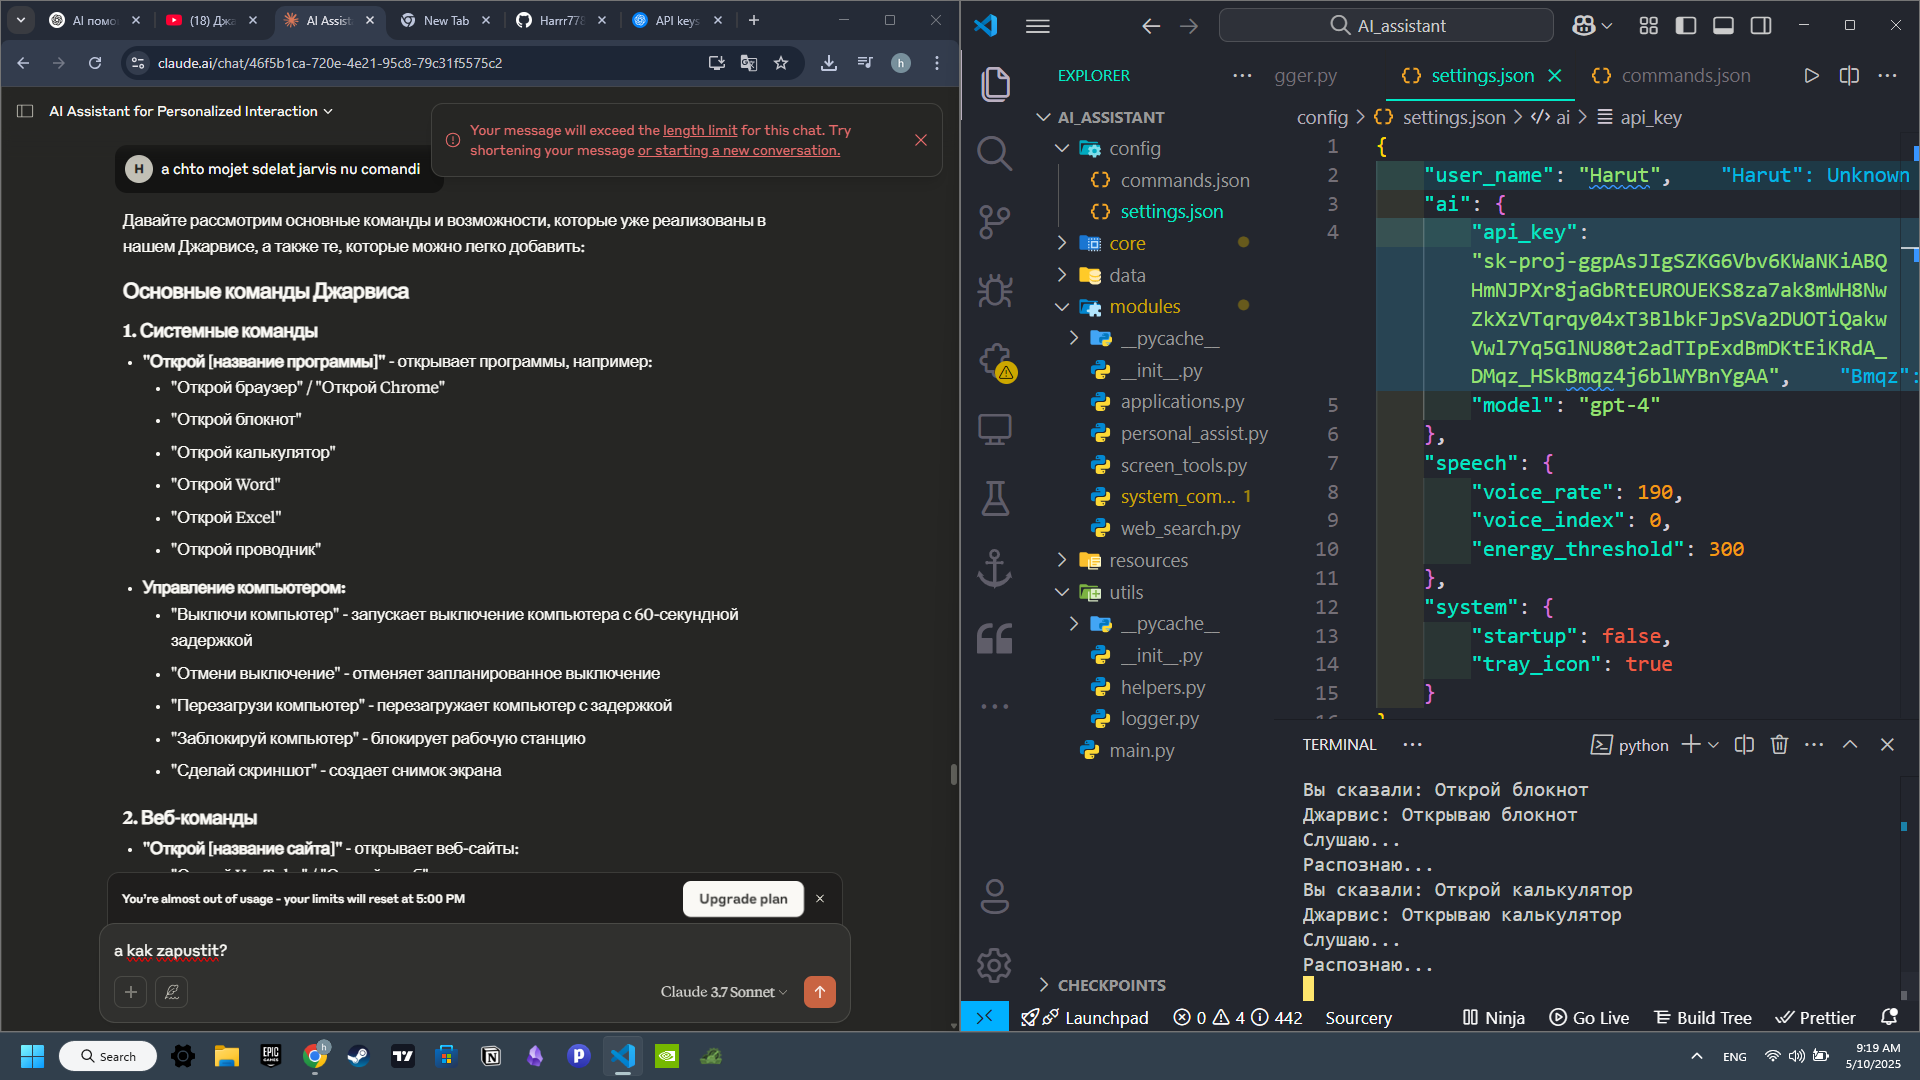 AI помо
(18) Джа
AI Assist
New Tab
Harrr778
API keys
claude.ai/chat/46f5b1ca-720e-4e21-95c8-79c31f5575c2
h
AI Assistant for Personalized Interaction
Your message will exceed the length limit for this chat. Try
shortening your message or starting a new conversation.
H
a chto mojet sdelat jarvis nu comandi
Давайте рассмотрим основные команды и возможности, которые уже реализованы в
нашем Джарвисе, а также те, которые можно легко добавить:
Основные команды Джарвиса
1. Системные команды
"Открой [название программы]" - открывает программы, например:
"Открой браузер" / "Открой Chrome"
"Открой блокнот"
"Открой калькулятор"
"Открой Word"
"Открой Excel"
"Открой проводник"
Управление компьютером:
"Выключи компьютер" - запускает выключение компьютера с 60-секундной
задержкой
"Отмени выключение" - отменяет запланированное выключение
"Перезагрузи компьютер" - перезагружает компьютер с задержкой
"Заблокируй компьютер" - блокирует рабочую станцию
"Сделай скриншот" - создает снимок экрана
2. Веб-команды
"Открой [название сайта]" - открывает веб-сайты:
You're almost out of usage - your limits will reset at 5:00 PM
Upgrade plan
a kak zapustit?
Claude 3.7 Sonnet
AI_assistant
EXPLORER
AI_ASSISTANT
config
commands.json
settings.json
core
data
modules
__pycache__
__init__.py
applications.py
personal_assist.py
screen_tools.py
system_com... 1
web_search.py
resources
utils
__pycache__
__init__.py
helpers.py
logger.py
main.py
CHECKPOINTS
gger.py
settings.json
commands.json
config > settings.json > ai > api_key
1 {
2 "user_name": "Harut", "Harut": Unknown
3 "ai": {
4 "api_key":
"sk-proj-ggpAsJIgSZKG6Vbv6KWaNKiABQ
HmNJPXr8jaGbRtEUROUEKS8za7ak8mWH8Nw
ZkXzVTqrqy04xT3BlbkFJpSVa2DUOTiQakw
Vwl7Yq5GlNU80t2adTIpExdBmDKtEiKRdA_
DMqz_HSkBmqz4j6blWYBnYgAA", "Bmqz":
5 "model": "gpt-4"
6 },
7 "speech": {
8 "voice_rate": 190,
9 "voice_index": 0,
10 "energy_threshold": 300
11 },
12 "system": {
13 "startup": false,
14 "tray_icon": true
15 }
TERMINAL
python
Вы сказали: Открой блокнот
Джарвис: Открываю блокнот
Слушаю...
Распознаю...
Вы сказали: Открой калькулятор
Джарвис: Открываю калькулятор
Слушаю...
Распознаю...
Launchpad
0 4 442
Sourcery
Ninja
Go Live
Build Tree
Prettier
Search
EPIC GAMES
ENG
9:19 AM
5/10/2025